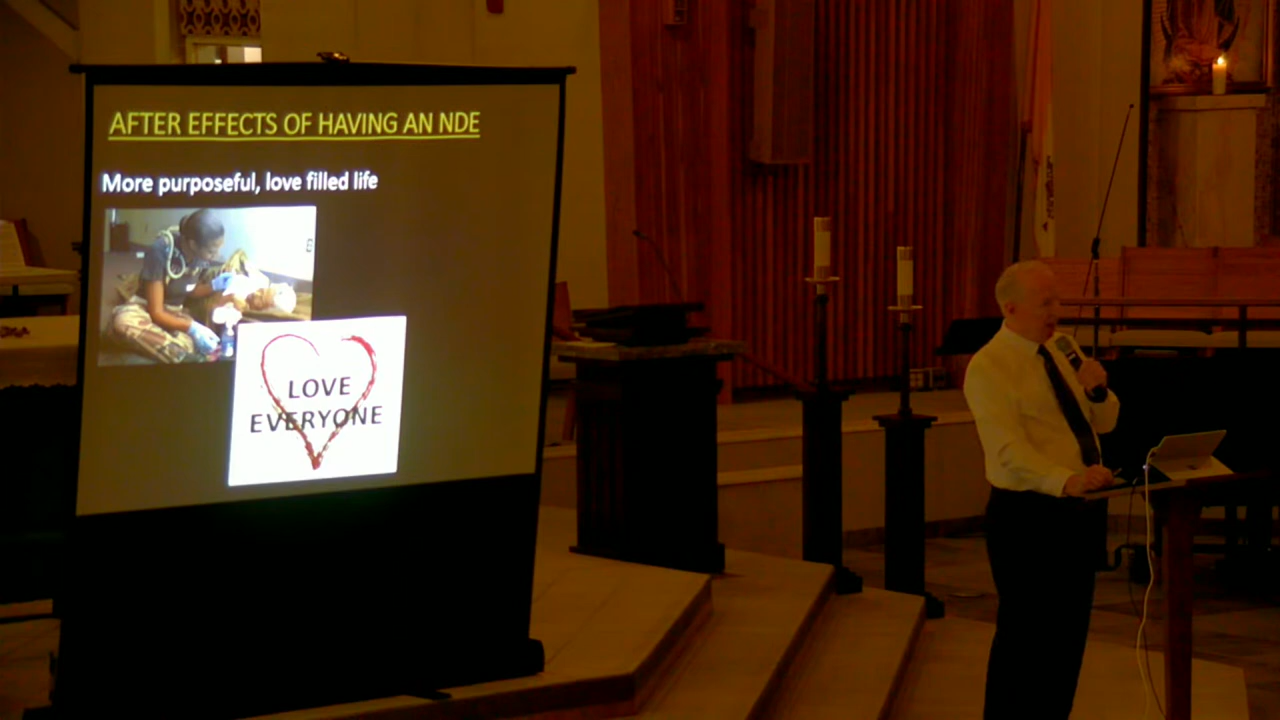 AFTER EFFECTS OF HAVING AN NDE
More purposeful, love filled life
LOVE
EVERYONE